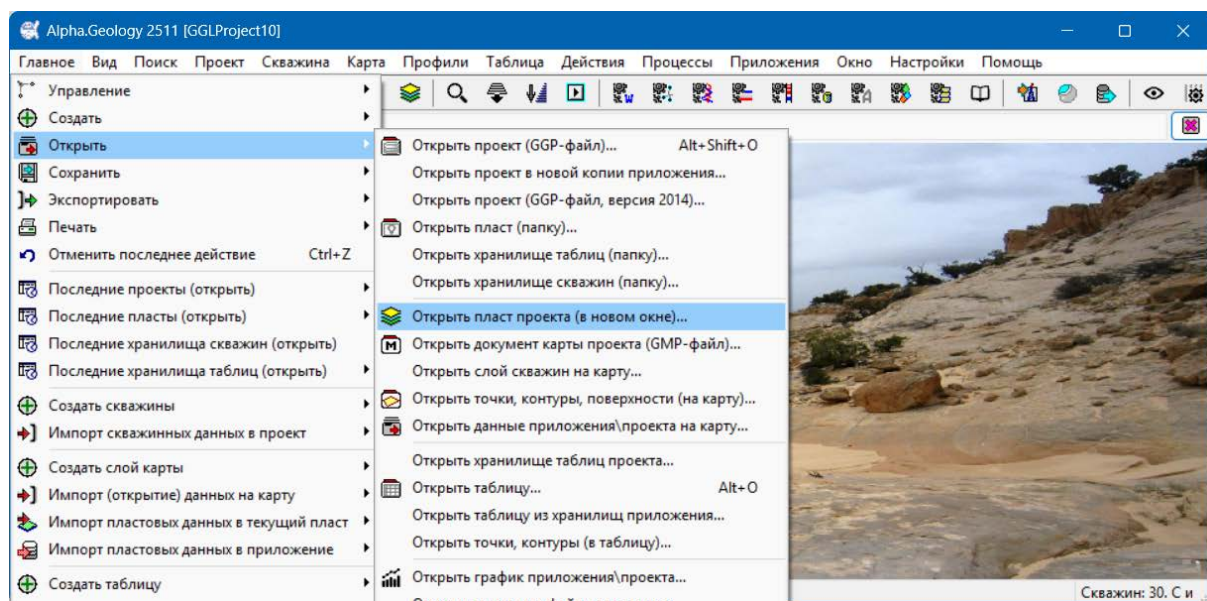 Alpha.Geology 2511 [GGLProject10]
Главное Вид Поиск Проект Скважина Карта Профили Таблица Действия Процессы Приложения Окно Настройки Помощь
Управление
Создать
Открыть
Сохранить
Экспортировать
Печать
Отменить последнее действие Ctrl+Z
Последние проекты (открыть)
Последние пласты (открыть)
Последние хранилища скважин (открыть)
Последние хранилища таблиц (открыть)
Создать скважины
Импорт скважинных данных в проект
Создать слой карты
Импорт (открытие) данных на карту
Импорт пластовых данных в текущий пласт
Импорт пластовых данных в приложение
Создать таблицу
Открыть проект (GGP-файл)... Alt+Shift+O
Открыть проект в новой копии приложения...
Открыть проект (GGP-файл, версия 2014)...
Открыть пласт (папку)...
Открыть хранилище таблиц (папку)...
Открыть хранилище скважин (папку)...
Открыть пласт проекта (в новом окне)...
Открыть документ карты проекта (GMP-файл)...
Открыть слой скважин на карту...
Открыть точки, контуры, поверхности (на карту)...
Открыть данные приложения\проекта на карту...
Открыть хранилище таблиц проекта...
Открыть таблицу... Alt+O
Открыть таблицу из хранилищ приложения...
Открыть точки, контуры (в таблицу)...
Открыть график приложения\проекта...
Скважин: 30. С и